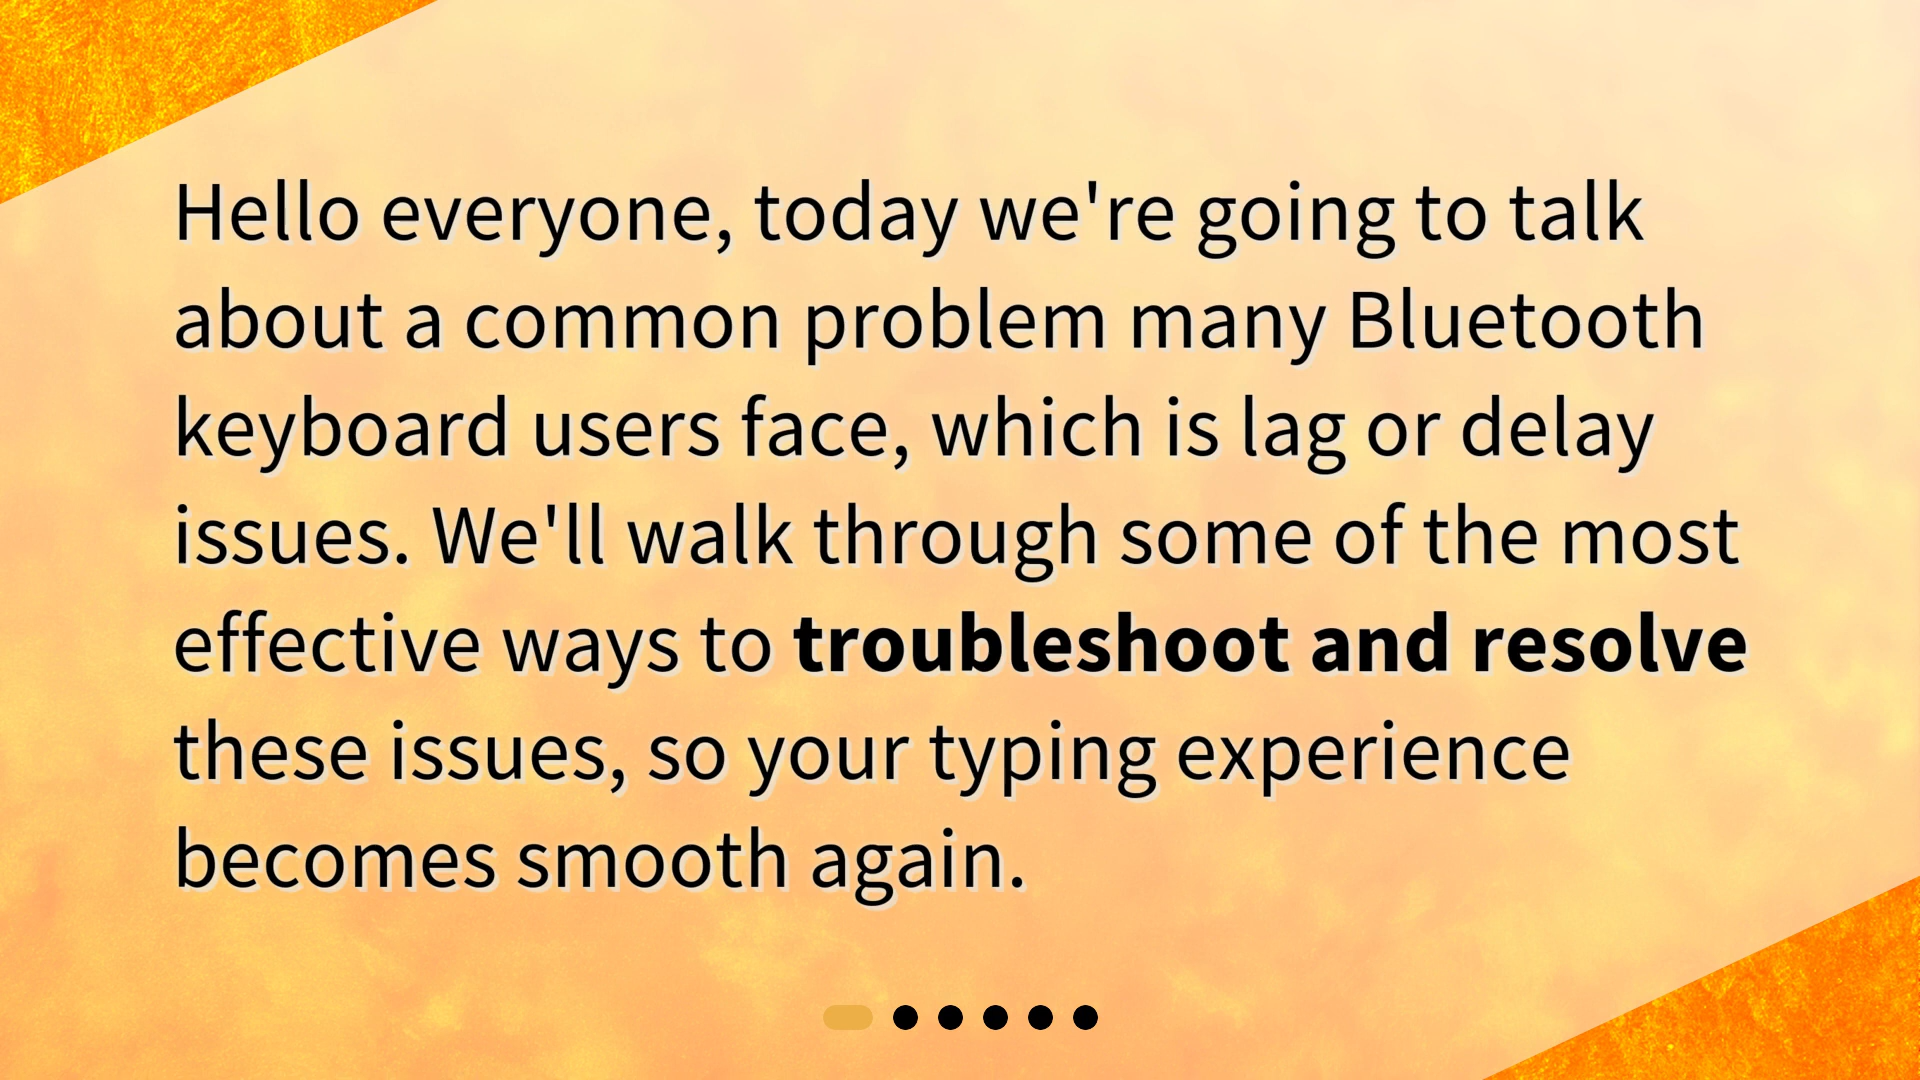 Hello everyone, today we're going to talk
about a common problem many Bluetooth
keyboard users face, which is lag or delay
issues. We'll walk through some of the most
effective ways to troubleshoot and resolve
these issues, so your typing experience
becomes smooth again.